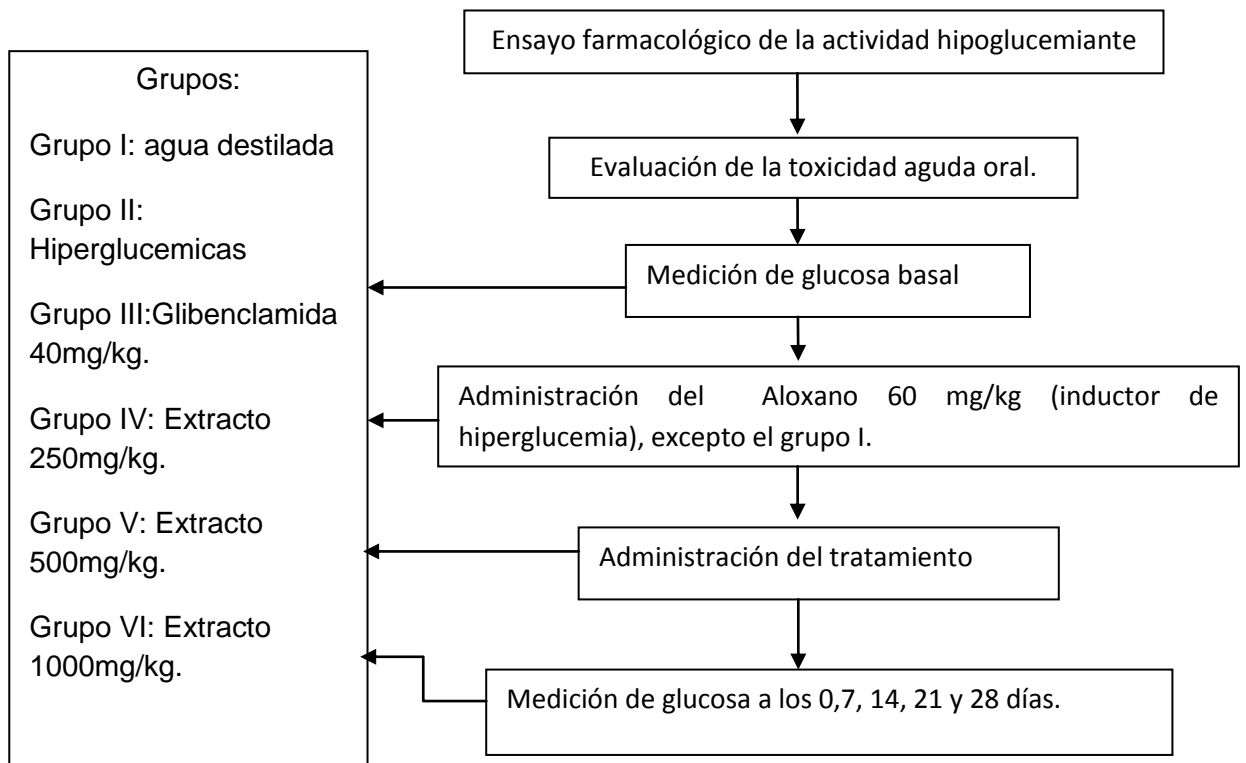 Grupos:
Grupo I: agua destilada
Grupo II:
Hiperglucemicas
Grupo III:Glibenclamida
40mg/kg.
Grupo IV: Extracto
250mg/kg.
Grupo V: Extracto
500mg/kg.
Grupo VI: Extracto
1000mg/kg.
Ensayo farmacológico de la actividad hipoglucemiante
Evaluación de la toxicidad aguda oral.
Medición de glucosa basal
Administración del Aloxano 60 mg/kg (inductor de
hiperglucemia), excepto el grupo I.
Administración del tratamiento
Medición de glucosa a los 0,7, 14, 21 y 28 días.